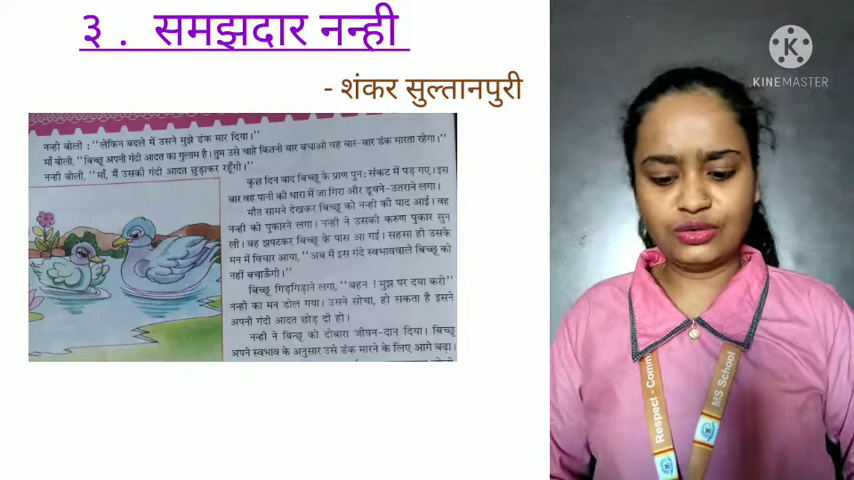 ३ . समझदार नन्ही
- शंकर सुल्तानपुरी
नन्ही बोली : "लेकिन बदले में उसने मुझे डंक मार दिया।"
माँ बोली, "बिच्छू अपनी गंदी आदत का गुलाम है। तुम उसे चाहे कितनी बार बचाओ वह बार-बार डंक मारता रहेगा।"
नन्ही बोली, "माँ, मैं उसकी गंदी आदत छुड़ाकर रहूँगी।"
कुछ दिन बाद बिच्छू के प्राण पुन: संकट में पड़ गए। इस
बार वह पानी की धारा में जा गिरा और डूबने-उतराने लगा।
मौत सामने देखकर बिच्छू को नन्ही की याद आई। वह
नन्ही को पुकारने लगा। नन्ही ने उसकी करुण पुकार सुन
ली। वह झपटकर बिच्छू के पास आ गई। सहसा ही उसके
मन में विचार आया, "अब मैं इस गंदे स्वभाववाले बिच्छू को
नहीं बचाऊँगी।"
बिच्छू गिड़गिड़ाने लगा, "बहन ! मुझ पर दया करो"
नन्ही का मन डोल गया। उसने सोचा, हो सकता है इसने
अपनी गंदी आदत छोड़ दी हो।
नन्ही ने बिच्छू को दोबारा जीवन-दान दिया। बिच्छू
अपने स्वभाव के अनुसार उसे डंक मारने के लिए आगे बढ़ा।
KINEMASTER
Respect-Comm
MS School